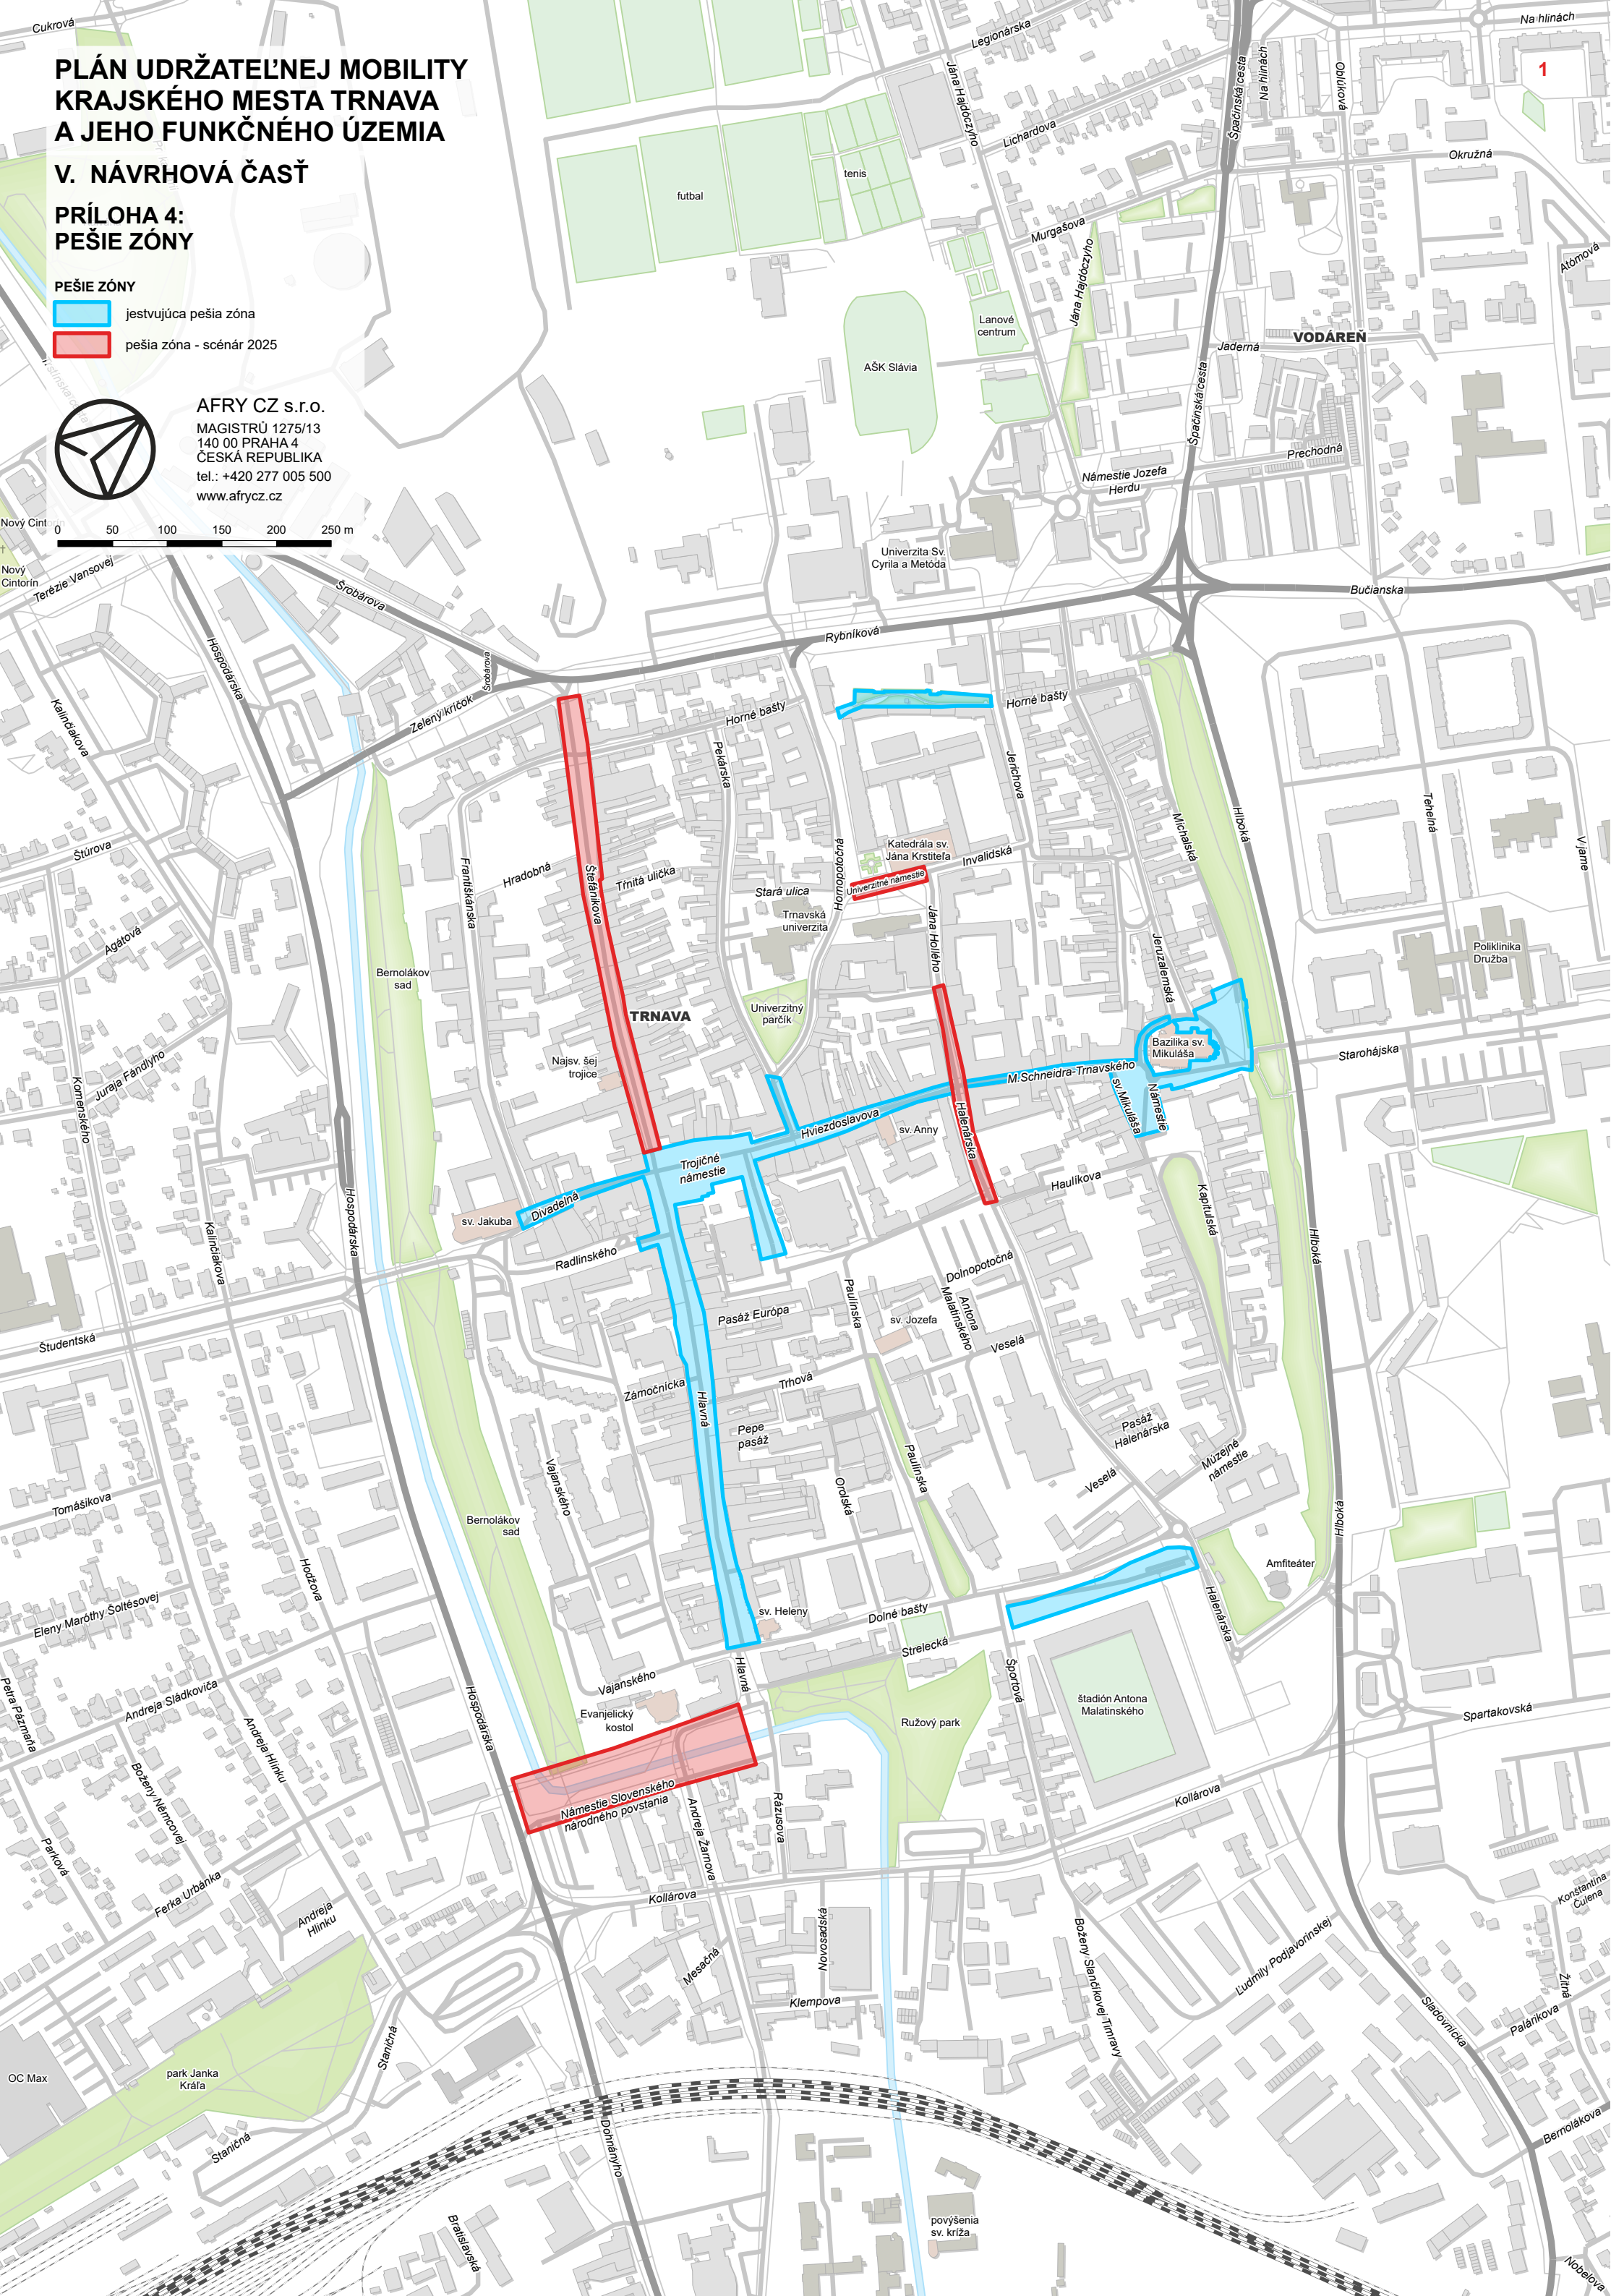 PLÁN UDRŽATEĽNEJ MOBILITY
KRAJSKÉHO MESTA TRNAVA
A JEHO FUNKČNÉHO ÚZEMIA
V. NÁVRHOVÁ ČASŤ
PRÍLOHA 4:
PEŠIE ZÓNY
PEŠIE ZÓNY
jestvujúca pešia zóna
pešia zóna - scénár 2025
AFRY CZ s.r.o.
MAGISTRŮ 1275/13
140 00 PRAHA 4
ČESKÁ REPUBLIKA
tel.: +420 277 005 500
www.afrycz.cz
0 50 100 150 200 250 m
1
Cukrová
Legionárska
Jána Hajdóczyho
Lichardova
Špačinská cesta
Na hlinách
Na hlinách
Oblúková
Okružná
Atómová
futbal
tenis
Murgašova
Jána Hajdóczyho
Lanové
centrum
AŠK Slávia
Jaderná
VODÁREŇ
Špačinská cesta
Prechodná
Námestie Jozefa
Herdu
Univerzita Sv.
Cyrila a Metóda
Bučianska
Rybníková
Nový Cint
Nový
Cintorín
Terézie Vansovej
Šrobárova
Šrobárova
Hospodárska
Zelený kríčok
Kalinčiakova
Horné bašty
Horné bašty
Pekárska
Jerichova
Michalská
Hlboká
Tehelná
V jame
Štúrova
Františkánska
Hradobná
Štefánikova
Tŕnitá ulička
Stará ulica
Hornopotočná
Katedrála sv.
Jána Krstiteľa
Invalidská
Univerzitné námestie
Trnavská
univerzita
Jána Hollého
Jeruzalemská
Poliklinika
Družba
Agátová
Bernolákov
sad
Univerzitný
parčík
TRNAVA
Najsv. šej
trojice
Bazilika sv.
Mikuláša
Starohájska
Juraja Fándlyho
Komenského
M.Schneidra-Trnavského
Hviezdoslavova
sv. Anny
Halenárska
sv.Mikuláša
Námestie
Trojičné
námestie
Divadelná
sv. Jakuba
Radlinského
Haulíkova
Kapitulská
Hlboká
Hospodárska
Kalinčiakova
Študentská
Dolnopotočná
Antona
Malatinského
Paulínska
Pasáž Európa
sv. Jozefa
Veselá
Zámočnícka
Trhová
Hlavná
Pepe
pasáž
Pasáž
Halenárska
Múzejné
námestie
Veselá
Paulínska
Orolská
Vajanského
Tomášikova
Bernolákov
sad
Hlboká
Amfiteáter
Hodžova
Eleny Maróthy Šoltésovej
sv. Heleny
Dolné bašty
Strelecká
Halenárska
Hlavná
Vajanského
Športová
štadión Antona
Malatinského
Petra Pázmaňa
Andreja Sládkoviča
Hospodárska
Evanjelický
kostol
Ružový park
Spartakovská
Andreja Hlinku
Boženy Němcovej
Námestie Slovenského
národného povstania
Kollárova
Andreja Žarnova
Rázusova
Parková
Ferka Urbánka
Kollárova
Andreja
Hlinku
Konštantína
Čulena
Mesačná
Novosadská
Klempova
Boženy Slančíkovej Timravy
Ľudmily Podjavorinskej
Žitná
Palárikova
Sladovnícka
Staničná
OC Max
park Janka
Kráľa
Staničná
Dohnányho
Bernolákova
Bratislavská
povýšenia
sv. kríža
Nobelova